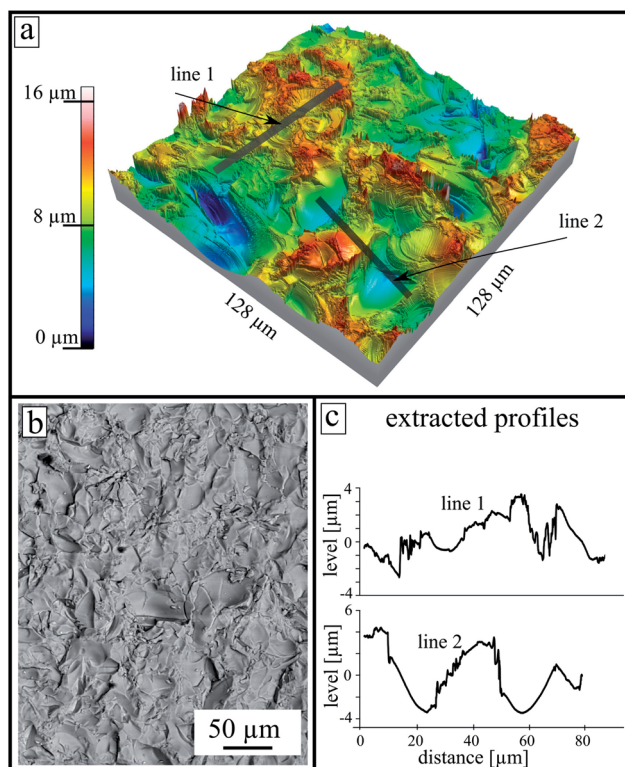 a
line 1
16 µm
8 µm
0 µm
line 2
128 µm
128 µm
b
50 µm
c
extracted profiles
level [µm]
4
0
-4
line 1
level [µm]
6
0
-4
line 2
0 20 40 60 80
distance [µm]